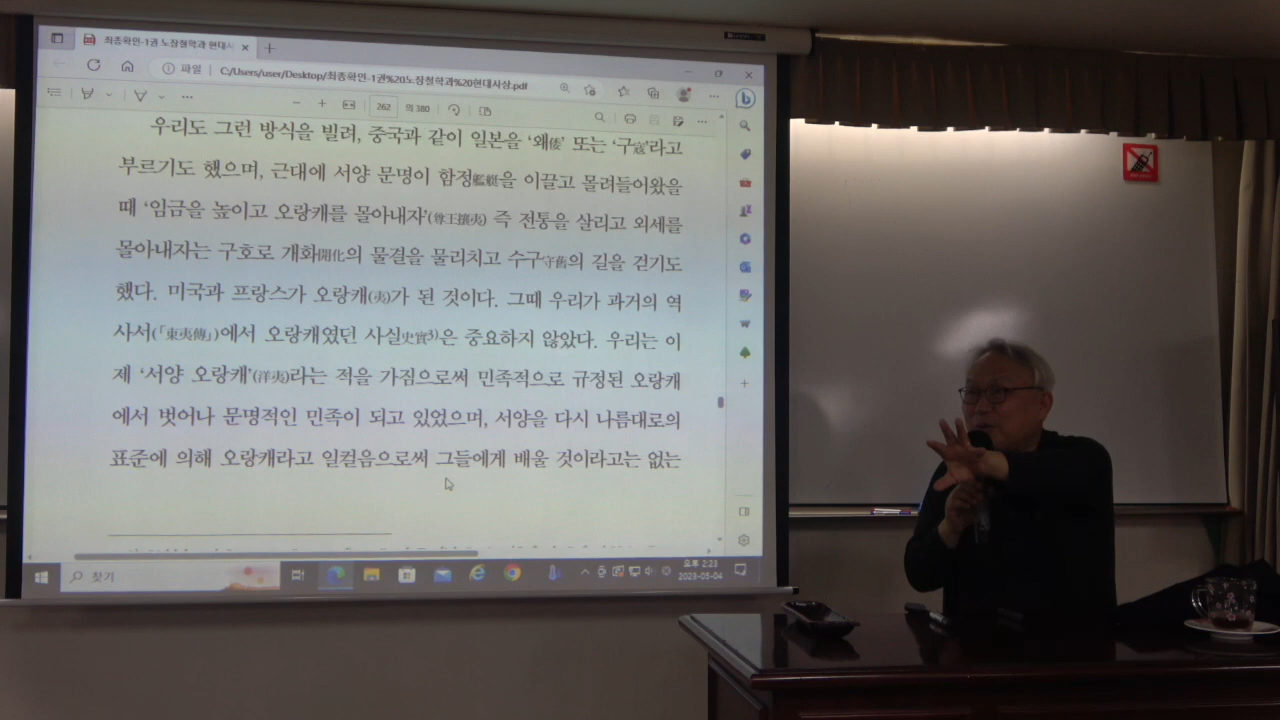 최종확인-1권 노장철학과 현대사
파일 C:/Users/user/Desktop/최종확인-1권%20노장철학과%20현대사상.pdf
262 의 380
우리도 그런 방식을 빌려, 중국과 같이 일본을 ‘왜倭’ 또는 ‘구寇’라고
부르기도 했으며, 근대에 서양 문명이 함정艦艇을 이끌고 몰려들어왔을
때 ‘임금을 높이고 오랑캐를 몰아내자’(尊王攘夷) 즉 전통을 살리고 외세를
몰아내자는 구호로 개화開化의 물결을 물리치고 수구守舊의 길을 걷기도
했다. 미국과 프랑스가 오랑캐(夷)가 된 것이다. 그때 우리가 과거의 역
사서(「東夷傳」)에서 오랑캐였던 사실史實3)은 중요하지 않았다. 우리는 이
제 ‘서양 오랑캐’(洋夷)라는 적을 가짐으로써 민족적으로 규정된 오랑캐
에서 벗어나 문명적인 민족이 되고 있었으며, 서양을 다시 나름대로의
표준에 의해 오랑캐라고 일컬음으로써 그들에게 배울 것이라고는 없는
찾기
오후 2:23
2023-05-04